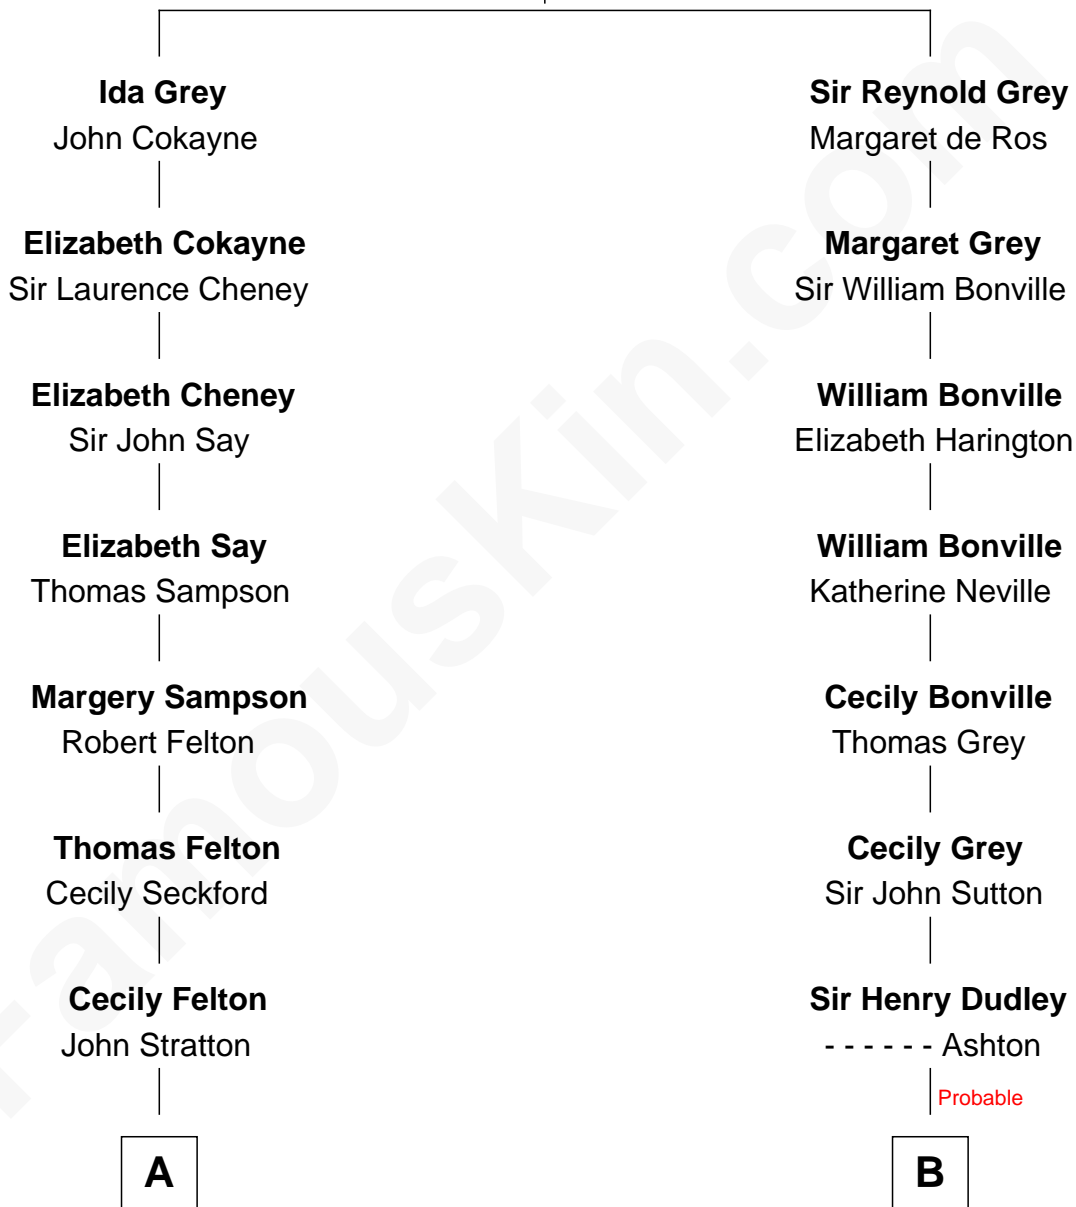 Ida Grey
John Cokayne
Sir Reynold Grey
Margaret de Ros
Elizabeth Cokayne
Sir Laurence Cheney
Margaret Grey
Sir William Bonville
Elizabeth Cheney
Sir John Say
William Bonville
Elizabeth Harington
Elizabeth Say
Thomas Sampson
William Bonville
Katherine Neville
Margery Sampson
Robert Felton
Cecily Bonville
Thomas Grey
Thomas Felton
Cecily Seckford
Cecily Grey
Sir John Sutton
Cecily Felton
John Stratton
Sir Henry Dudley
- - - - - - Ashton
Probable
A
B
FamousKin.com